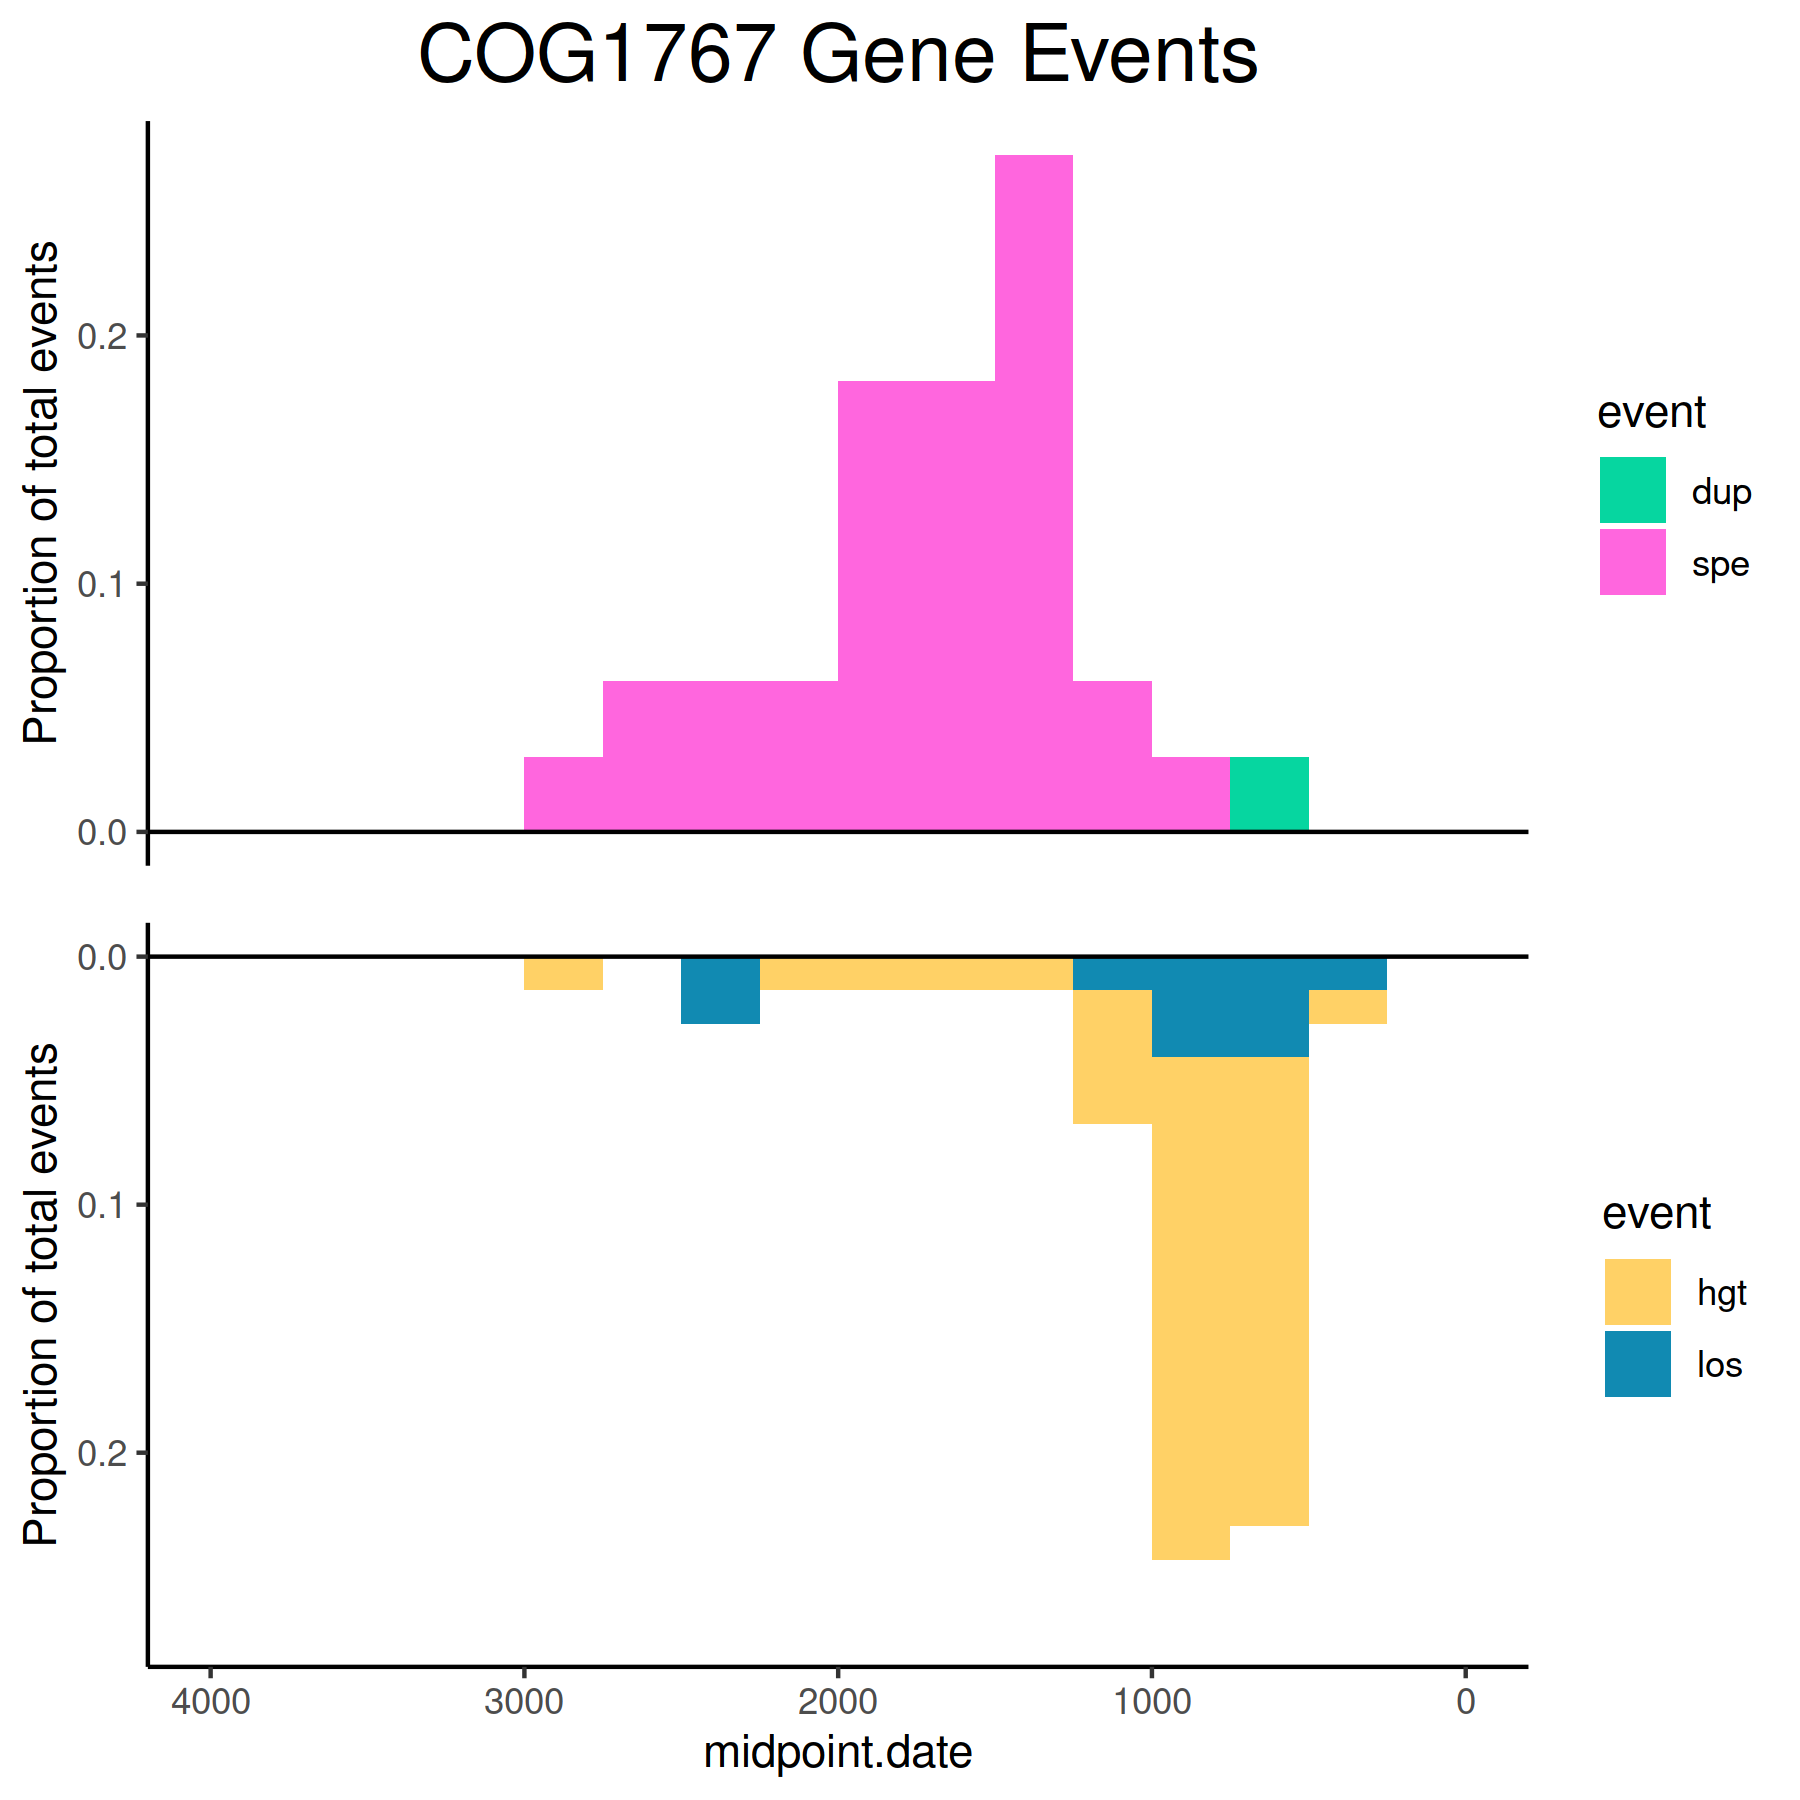 COG1767 Gene Events
Proportion of total events
0.2
0.1
0.0
event
dup
spe
Proportion of total events
0.0
0.1
0.2
event
hgt
los
4000 3000 2000 1000 0
midpoint.date